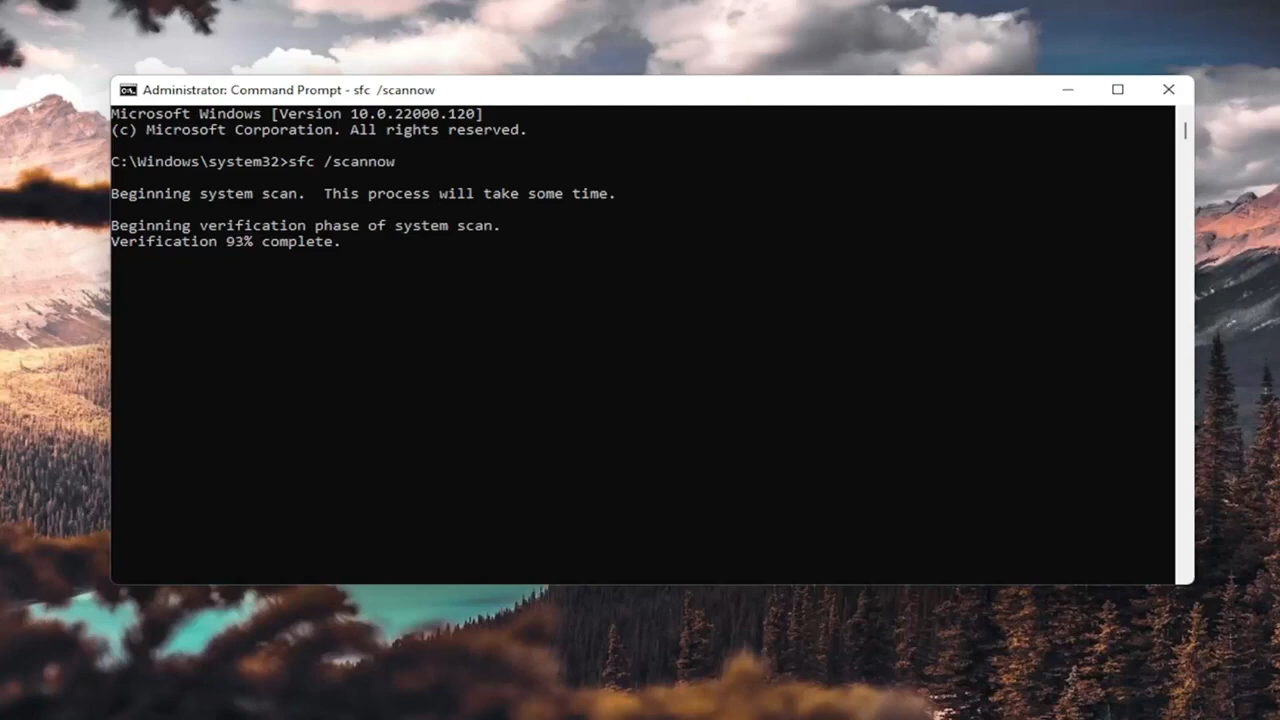 Administrator: Command Prompt - sfc  /scannow
Microsoft Windows [Version 10.0.22000.120]
(c) Microsoft Corporation. All rights reserved.
C:\Windows\system32>sfc /scannow
Beginning system scan.  This process will take some time.
Beginning verification phase of system scan.
Verification 93% complete.